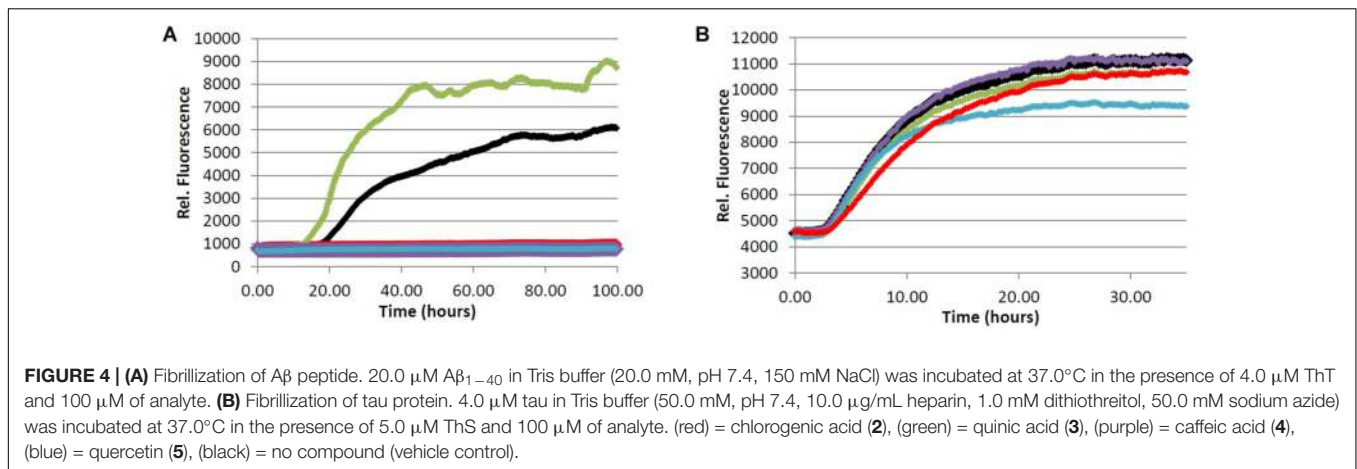 A
B
10000
9000
8000
7000
6000
5000
4000
3000
2000
1000
0
Rel. Fluorescence
0.00 20.00 40.00 60.00 80.00 100.00
Time (hours)
12000
11000
10000
9000
8000
7000
6000
5000
4000
3000
Rel. Fluorescence
0.00 10.00 20.00 30.00
Time (hours)
FIGURE 4 | (A) Fibrillization of Aβ peptide. 20.0 μM Aβ1−40 in Tris buffer (20.0 mM, pH 7.4, 150 mM NaCl) was incubated at 37.0°C in the presence of 4.0 μM ThT
and 100 μM of analyte. (B) Fibrillization of tau protein. 4.0 μM tau in Tris buffer (50.0 mM, pH 7.4, 10.0 μg/mL heparin, 1.0 mM dithiothreitol, 50.0 mM sodium azide)
was incubated at 37.0°C in the presence of 5.0 μM ThS and 100 μM of analyte. (red) = chlorogenic acid (2), (green) = quinic acid (3), (purple) = caffeic acid (4),
(blue) = quercetin (5), (black) = no compound (vehicle control).